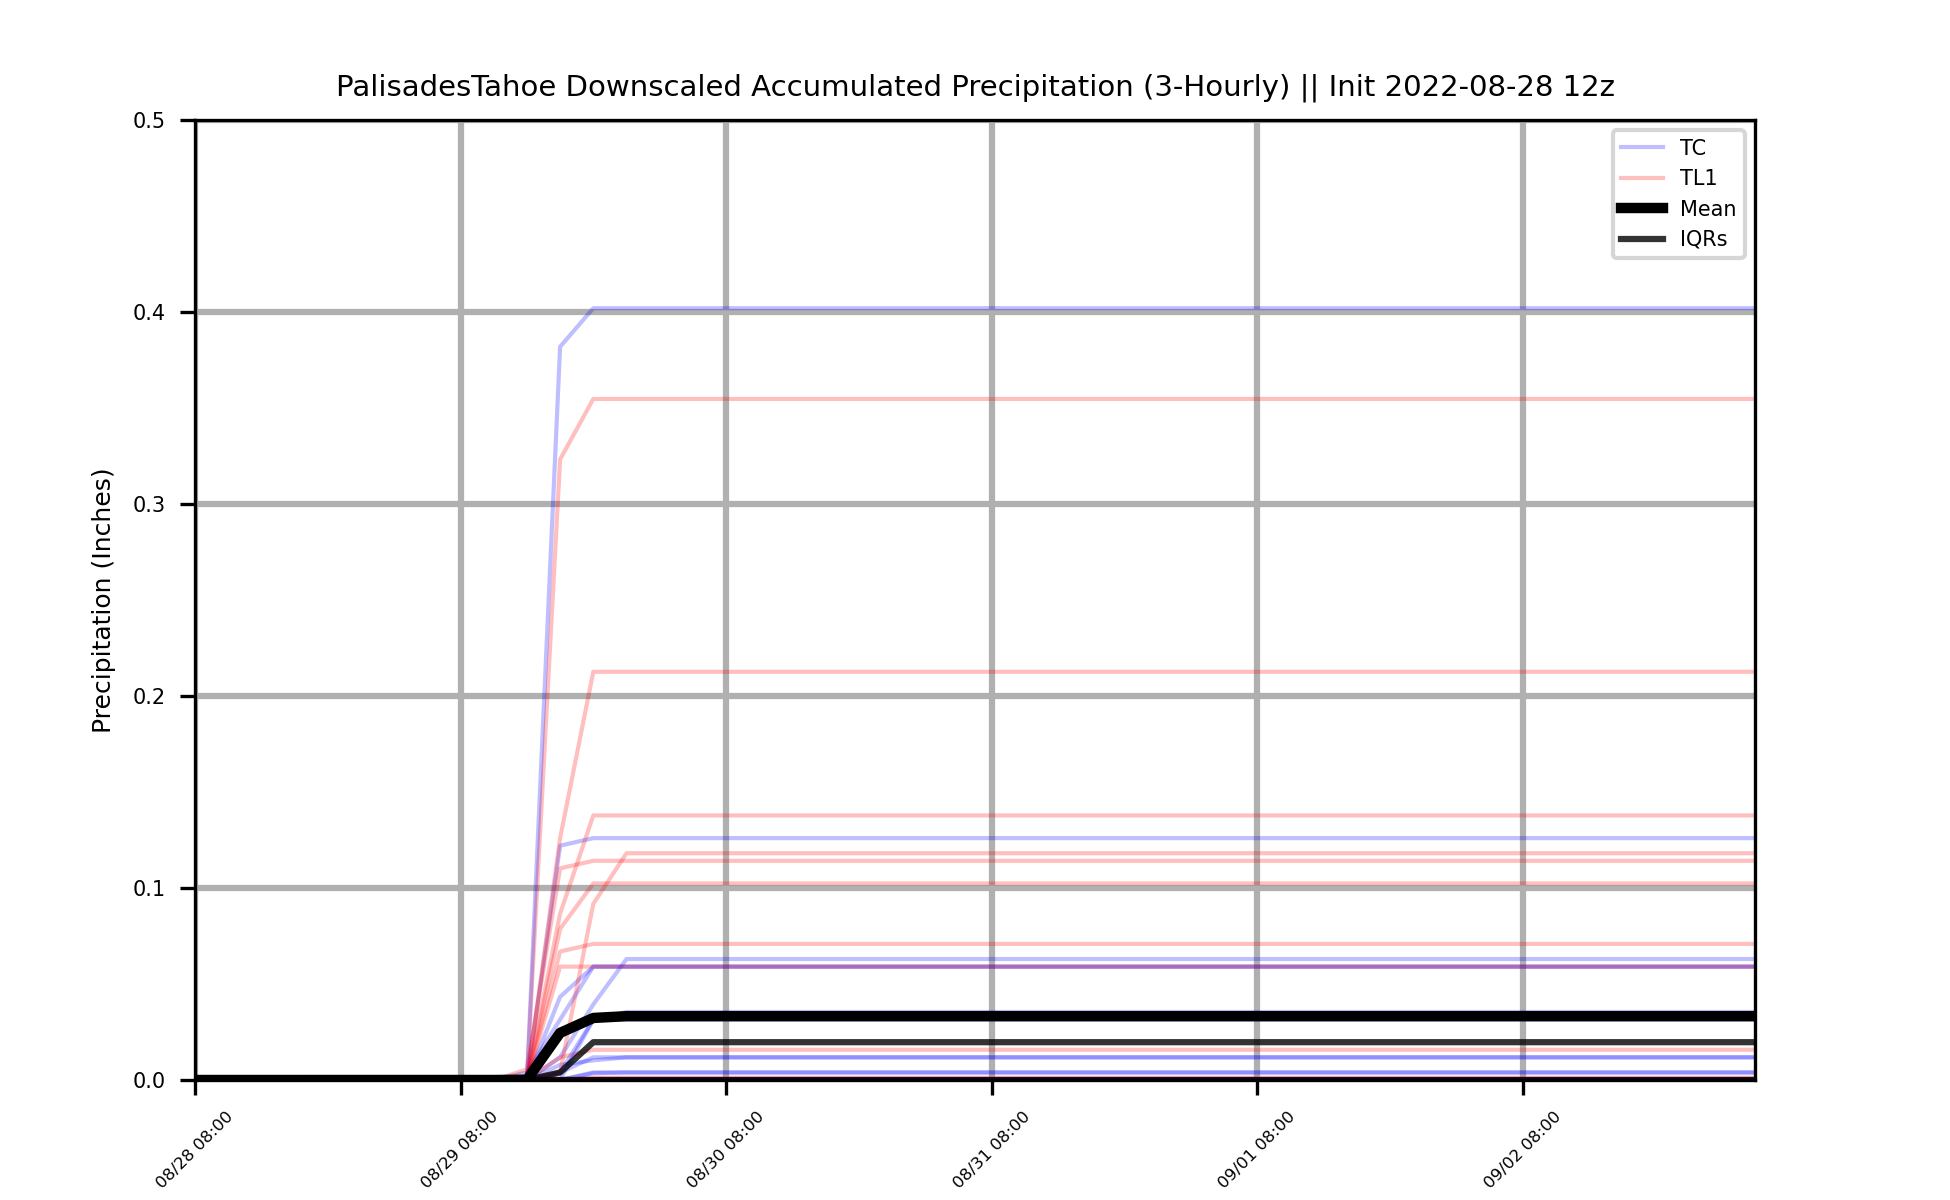 PalisadesTahoe Downscaled Accumulated Precipitation (3-Hourly) || Init 2022-08-28 12z
Precipitation (Inches)
0.5
0.4
0.3
0.2
0.1
0.0
TC
TL1
Mean
IQRs
08/28 08:00
08/29 08:00
08/30 08:00
08/31 08:00
09/01 08:00
09/02 08:00